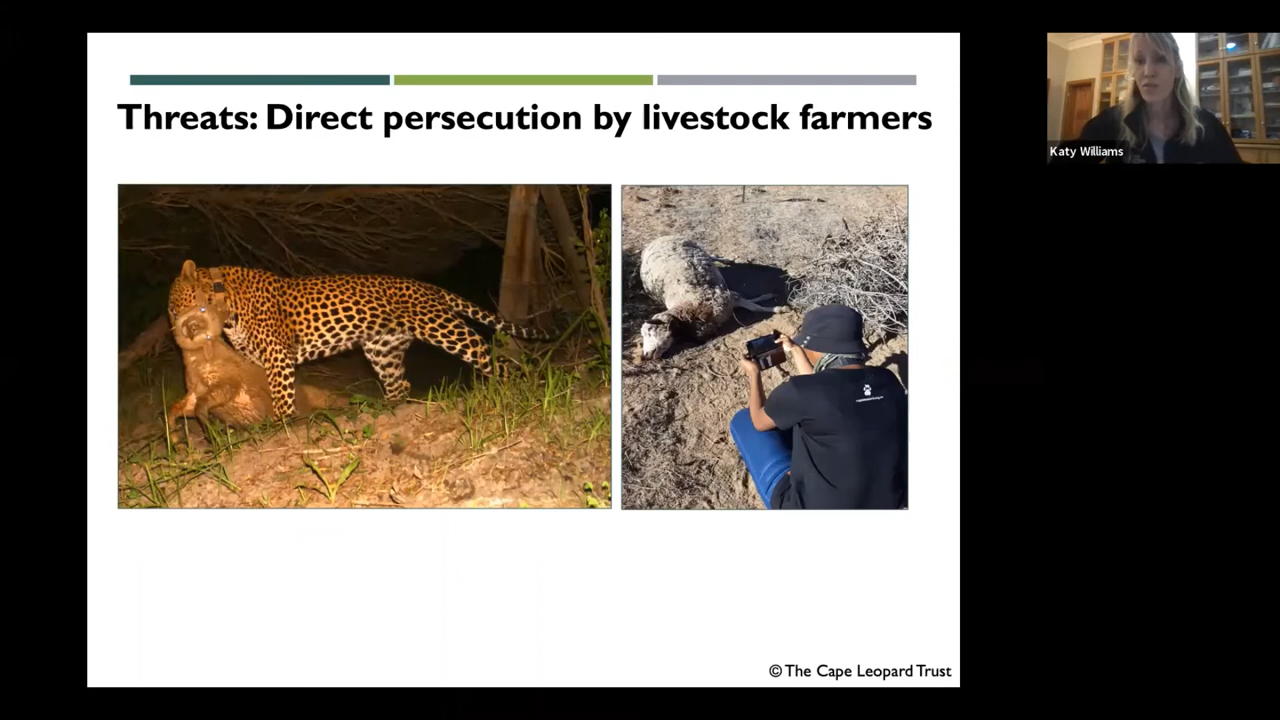 Threats: Direct persecution by livestock farmers
Katy Williams
© The Cape Leopard Trust